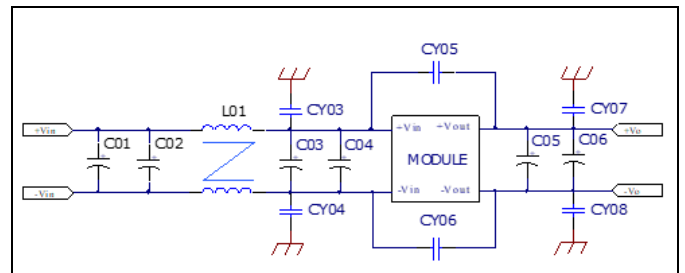 CY05
L01
CY03
CY07
+Vin
C01
C02
C03
C04
+Vin
+Vout
C05
C06
+Vo
MODULE
-Vin
-Vin
-Vout
-Vo
CY04
CY06
CY08